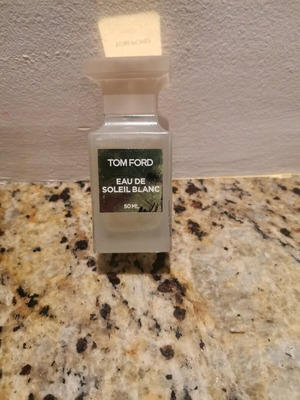 TOM FORD
EAU DE
SOLEIL BLANC
50 ML